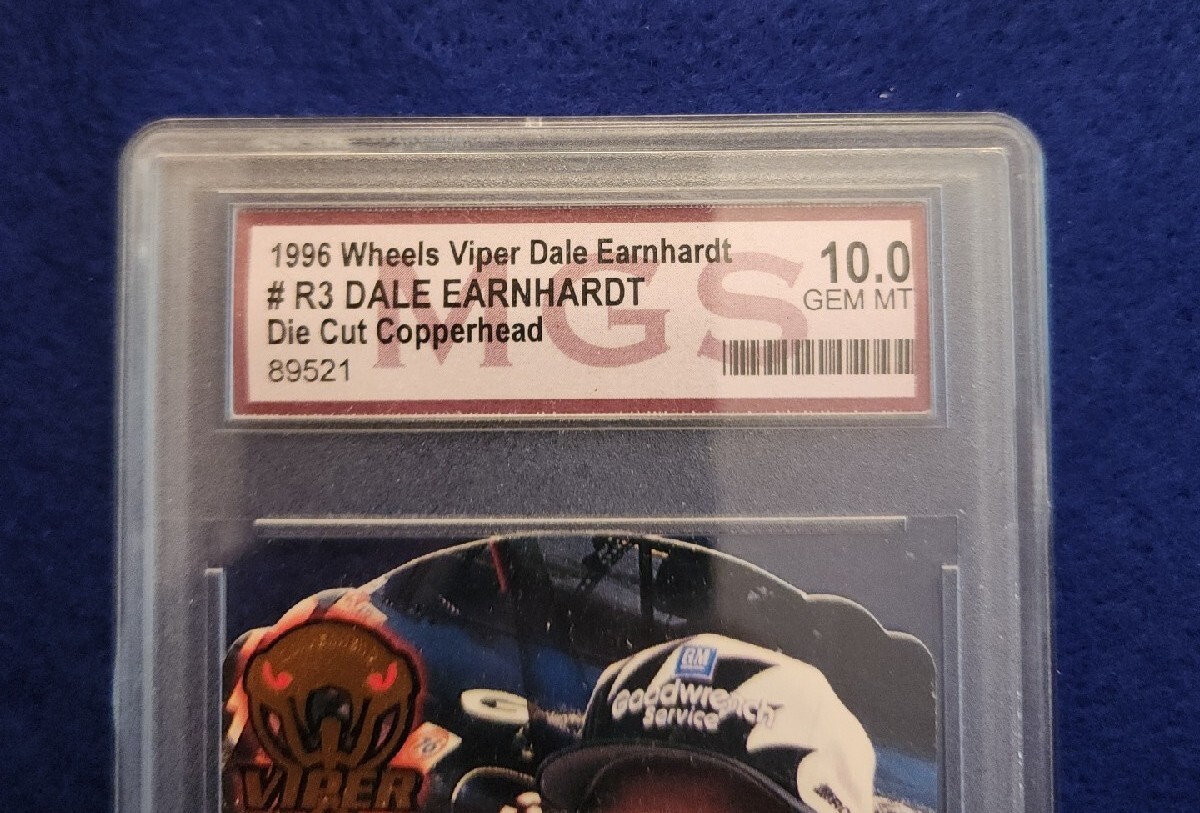 1996 Wheels Viper Dale Earnhardt
10.0
# R3 DALE EARNHARDT
GEM MT
Die Cut Copperhead
89521
MGS
GM
Goodwrench
Service
76
VIPER